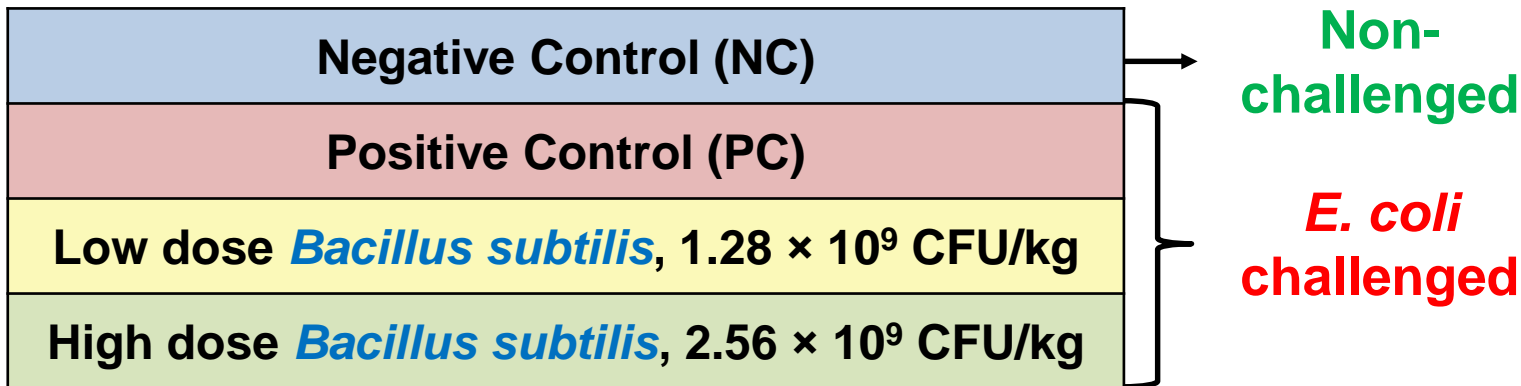 Negative Control (NC)
Non-
challenged
Positive Control (PC)
Low dose Bacillus subtilis, 1.28 × 10⁹ CFU/kg
E. coli
challenged
High dose Bacillus subtilis, 2.56 × 10⁹ CFU/kg